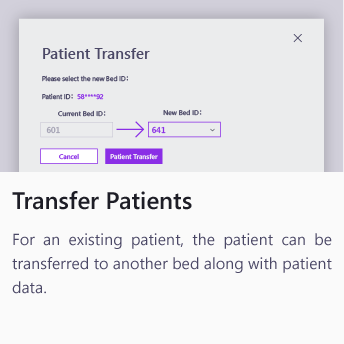 Patient Transfer
Please select the new Bed ID:
Patient ID: 58****92
Current Bed ID: New Bed ID:
601 641
Cancel Patient Transfer
Transfer Patients
For an existing patient, the patient can be
transferred to another bed along with patient
data.